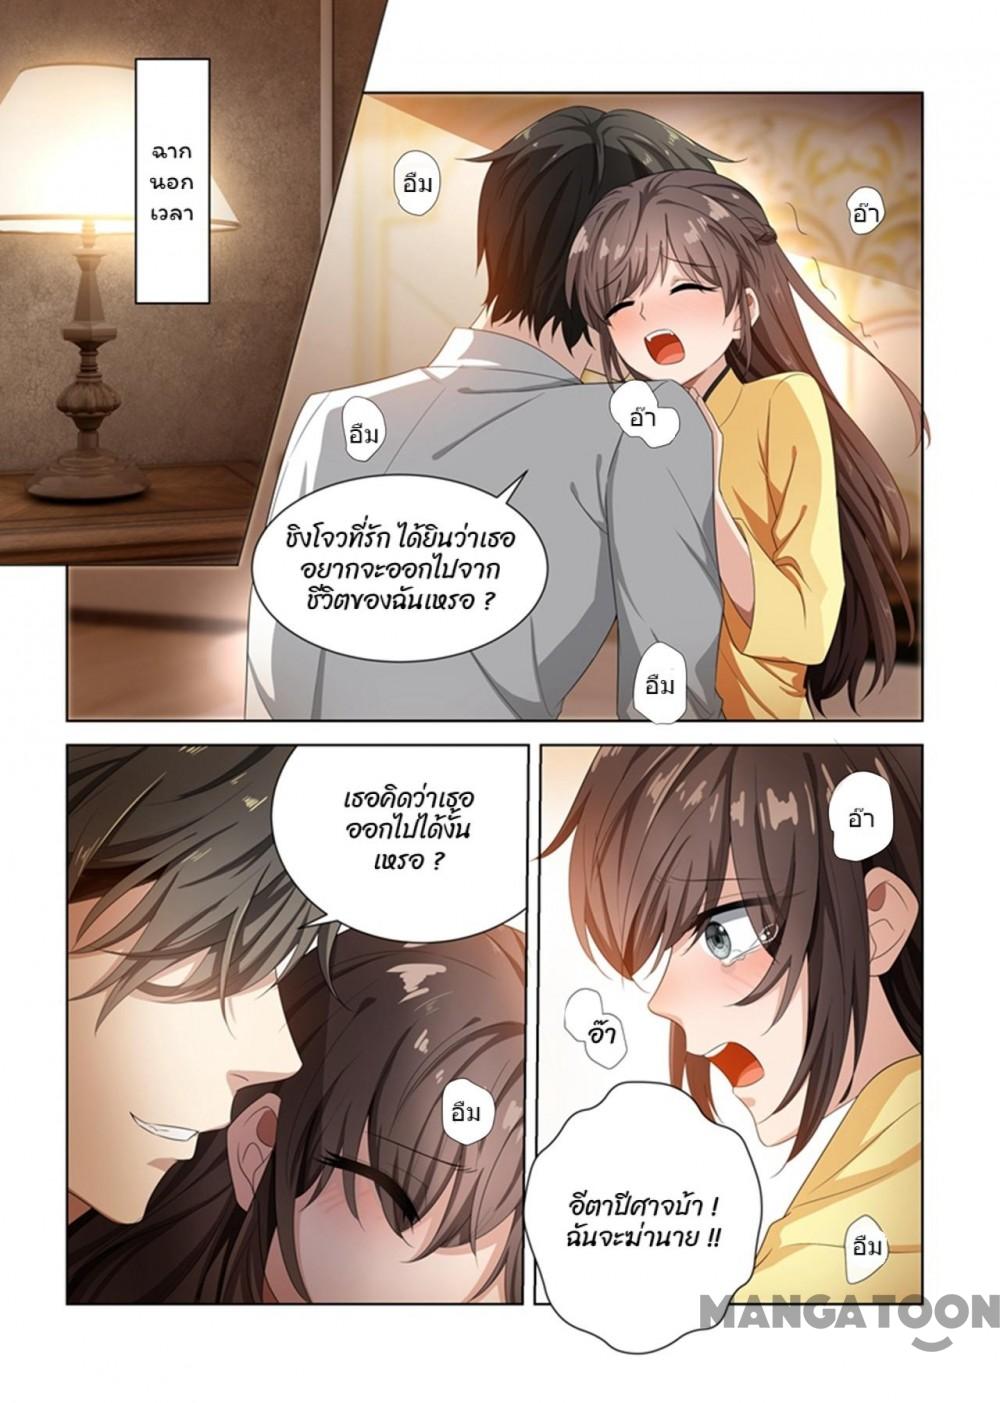 ฉาก
นอก
เวลา
อืม
อ๊า
อืม
อ๊า
ชิงโจวที่รัก ได้ยินว่าเธอ
อยากจะออกไปจาก
ชีวิตของฉันเหรอ ?
อืม
เธอคิดว่าเธอ
ออกไปได้งั้น
เหรอ ?
อืม
อ๊า
อ๊า
อีตาปีศาจบ้า !
ฉันจะฆ่านาย !!
อืม
MANGATOON